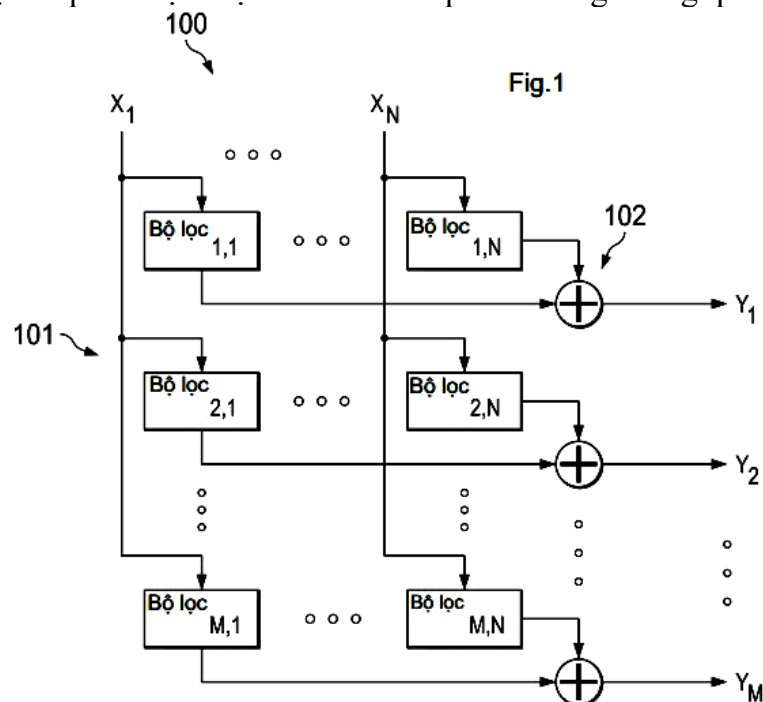 100
Fig.1
X1 XN
Bộ lọc 1,1 Bộ lọc 1,N
102
Y1
101
Bộ lọc 2,1 Bộ lọc 2,N
Y2
Bộ lọc M,1 Bộ lọc M,N
YM